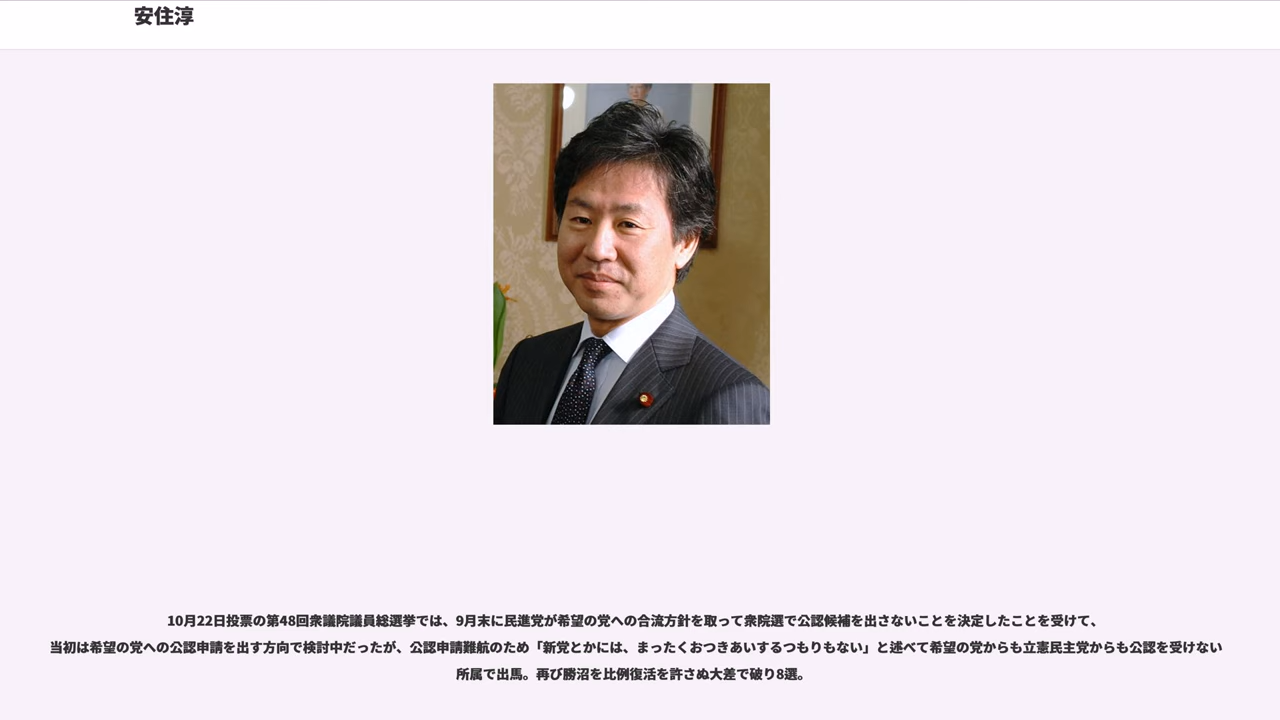 安住淳
10月22日投票の第48回衆議院議員総選挙では、9月末に民進党が希望の党への合流方針を取って衆院選で公認候補を出さないことを決定したことを受けて、
当初は希望の党への公認申請を出す方向で検討中だったが、公認申請難航のため「新党とかには、まったくおつきあいするつもりもない」と述べて希望の党からも立憲民主党からも公認を受けない
所属で出馬。再び勝沼を比例復活を許さぬ大差で破り8選。